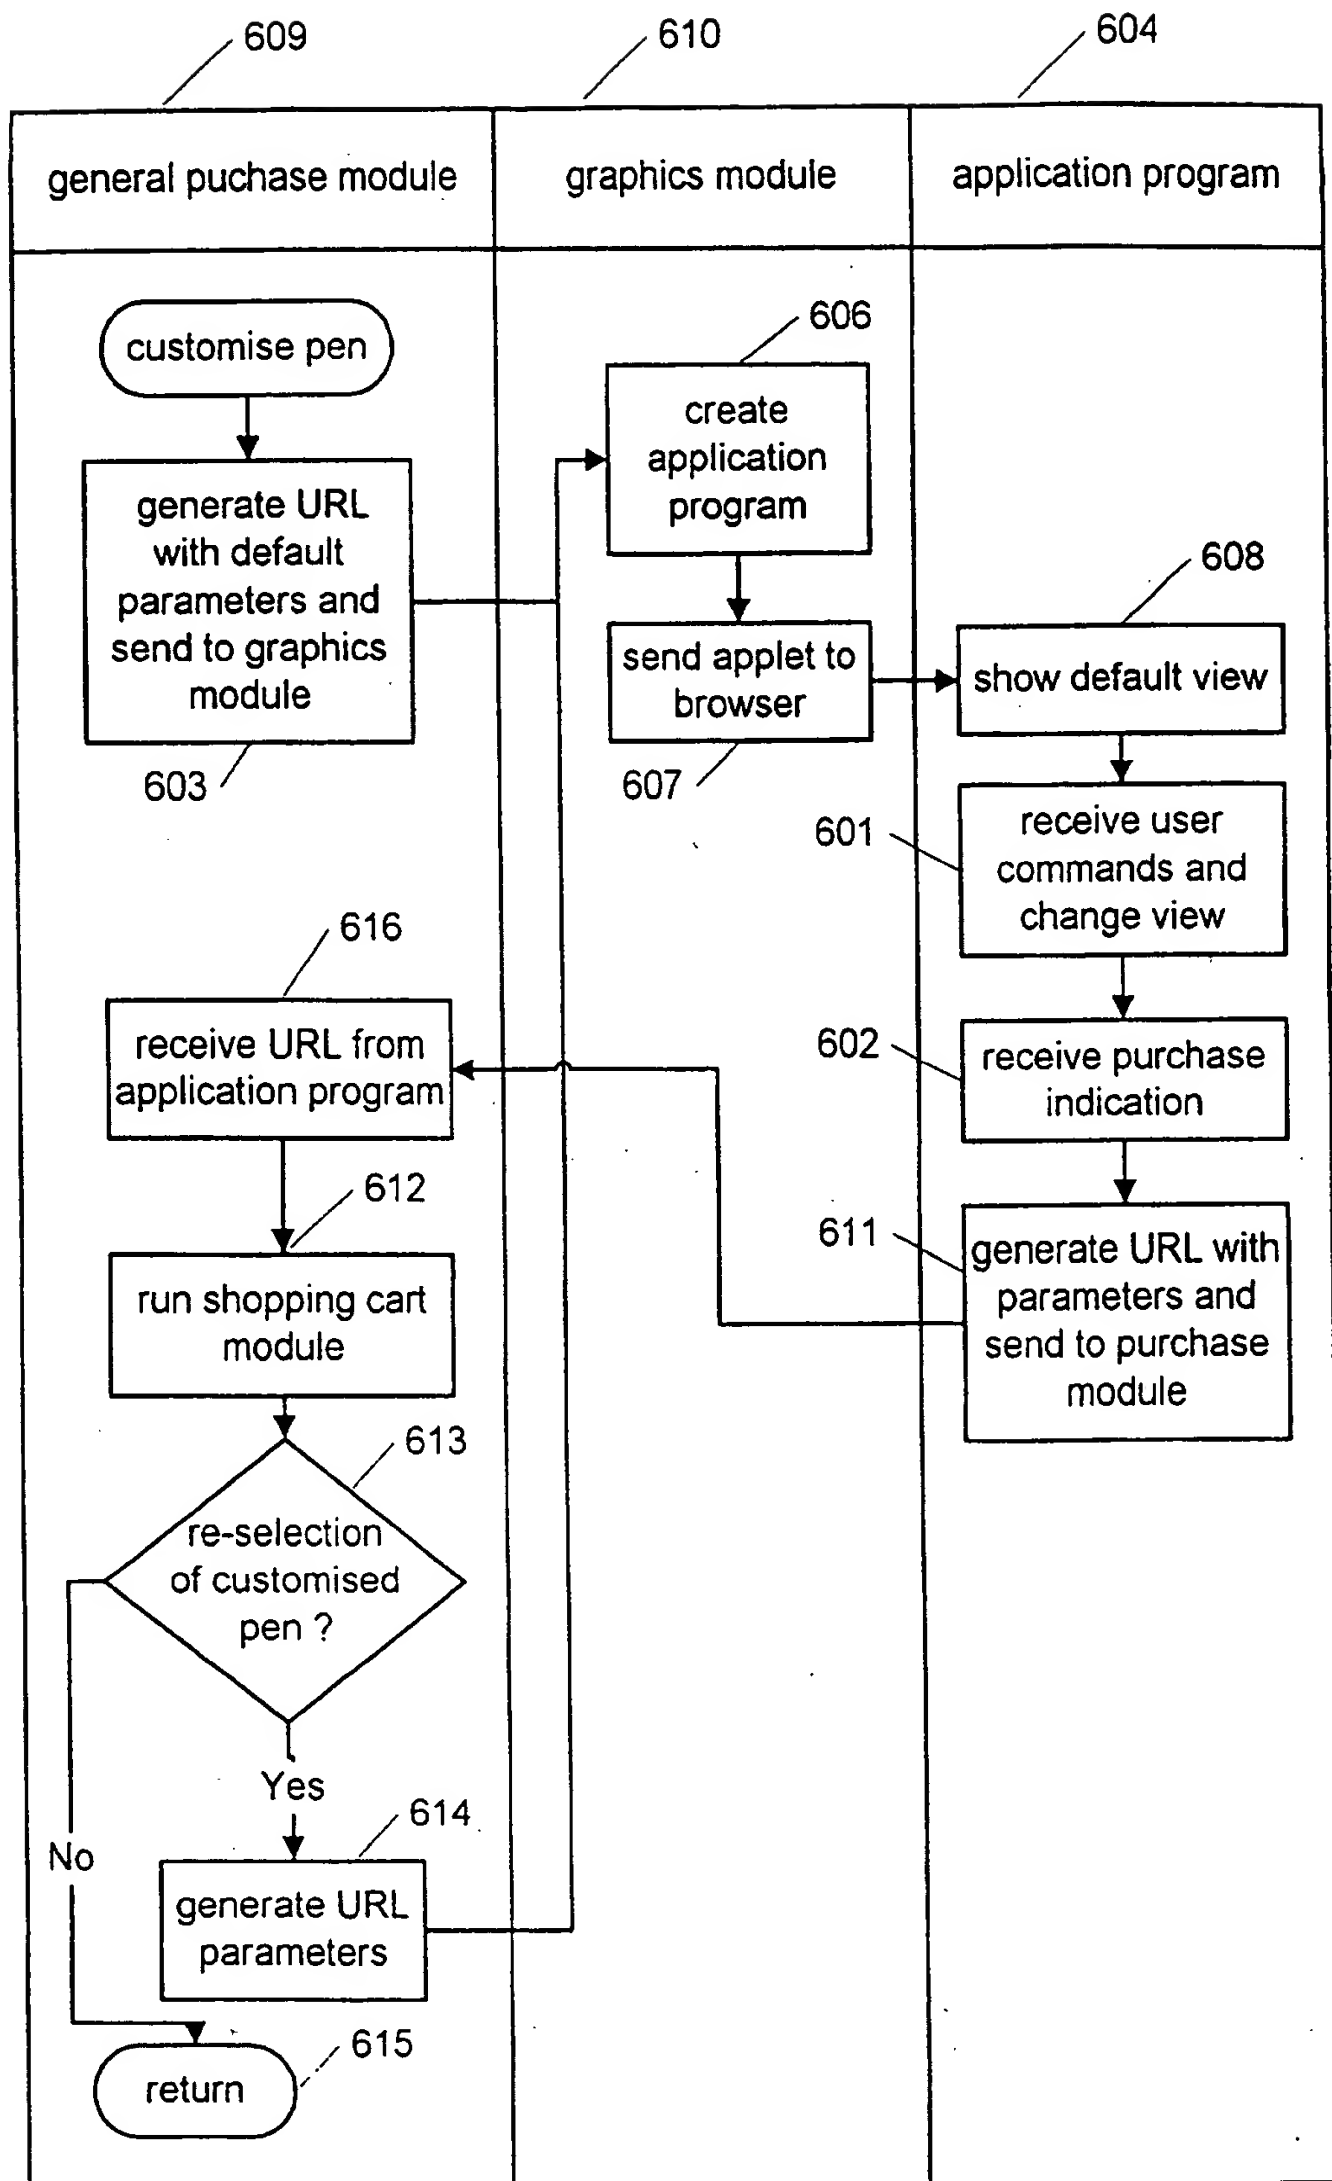 609
610
604
general puchase module
graphics module
application program
customise pen
generate URL
with default
parameters and
send to graphics
module
603
606
create
application
program
send applet to
browser
607
608
show default view
601
receive user
commands and
change view
602
receive purchase
indication
611
generate URL with
parameters and
send to purchase
module
616
receive URL from
application program
612
run shopping cart
module
613
re-selection
of customised
pen ?
Yes
No
614
generate URL
parameters
615
return